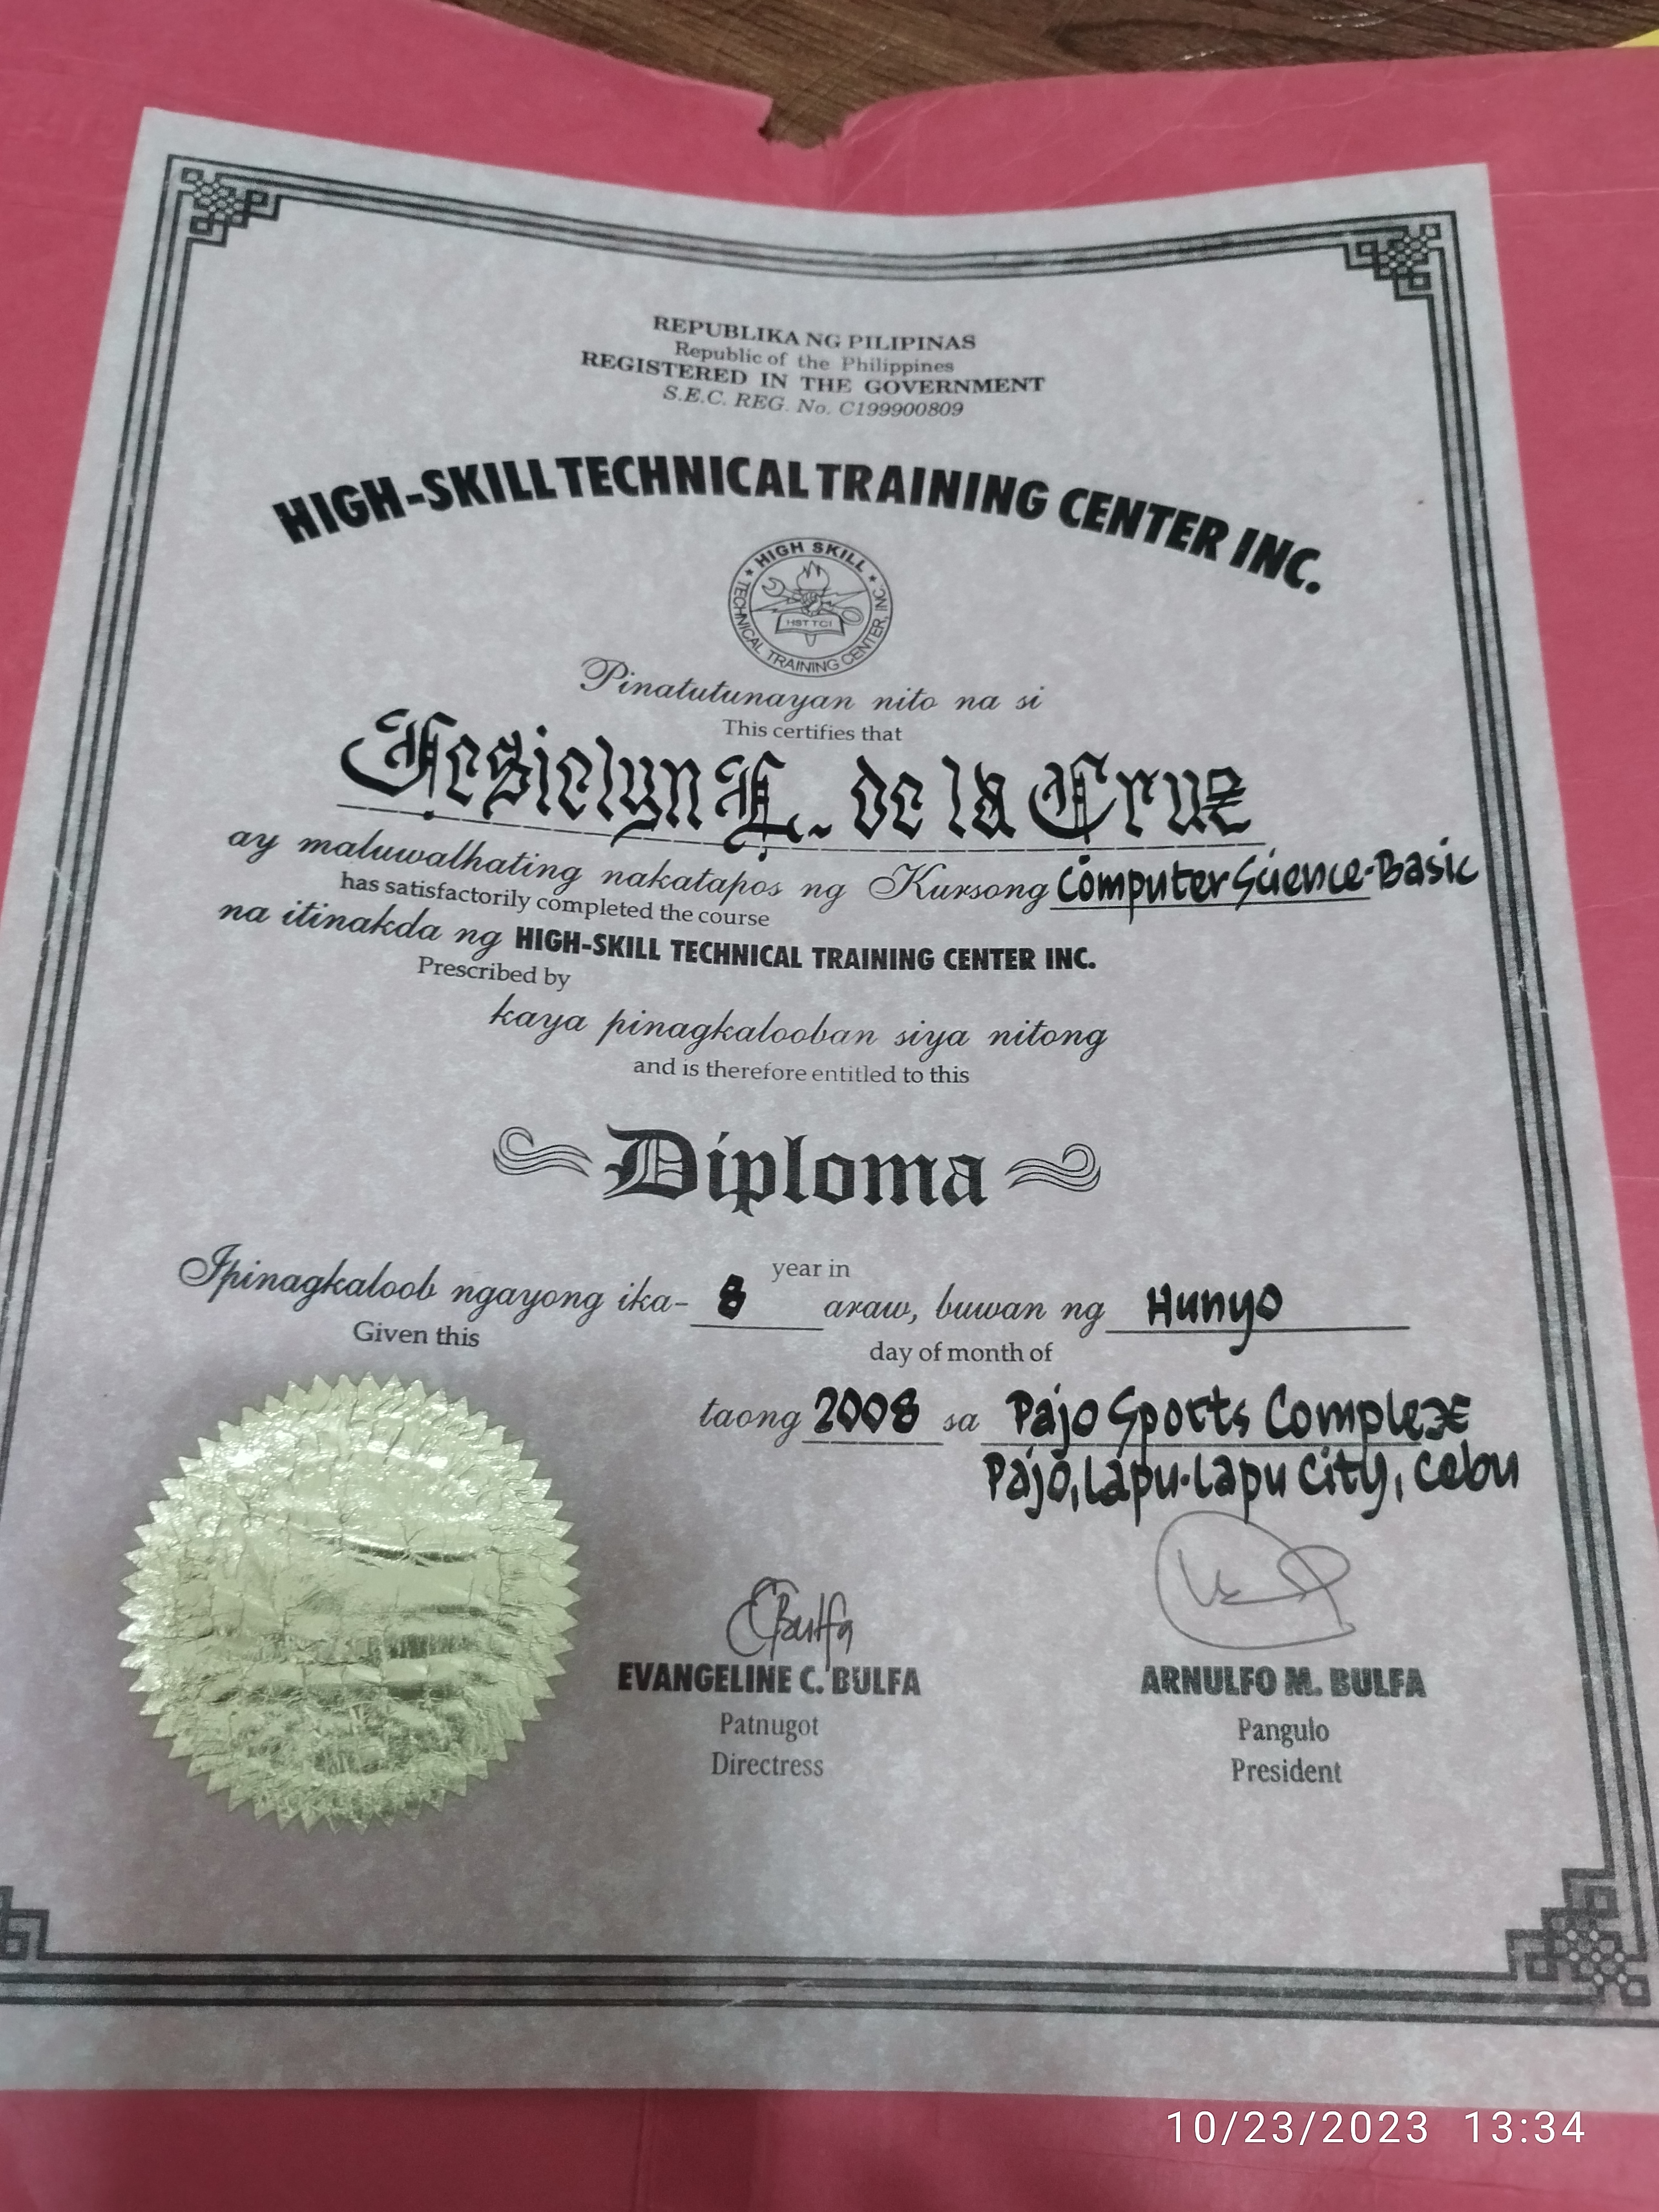 REPUBLIKA NG PILIPINAS
Republic of the Philippines
REGISTERED IN THE GOVERNMENT
S.E.C. REG. No. C199900809
HIGH-SKILL TECHNICAL TRAINING CENTER INC.
★ HIGH SKILL ★
TECHNICAL TRAINING CENTER, INC.
HSTTCI
Pinatutunayan nito na si
This certifies that
Jesielyn L. de la Cruz
ay maluwalhating nakatapos ng Kursong Computer Science-Basic
has satisfactorily completed the course
na itinakda ng HIGH-SKILL TECHNICAL TRAINING CENTER INC.
Prescribed by
kaya pinagkalooban siya nitong
and is therefore entitled to this
Diploma
year in
Ipinagkaloob ngayong ika- 8 araw, buwan ng Hunyo
Given this day of month of
taong 2008 sa Pajo Sports Complex
Pajo, Lapu-Lapu City, Cebu
EVANGELINE C. BULFA ARNULFO M. BULFA
Patnugot Pangulo
Directress President
10/23/2023 13:34